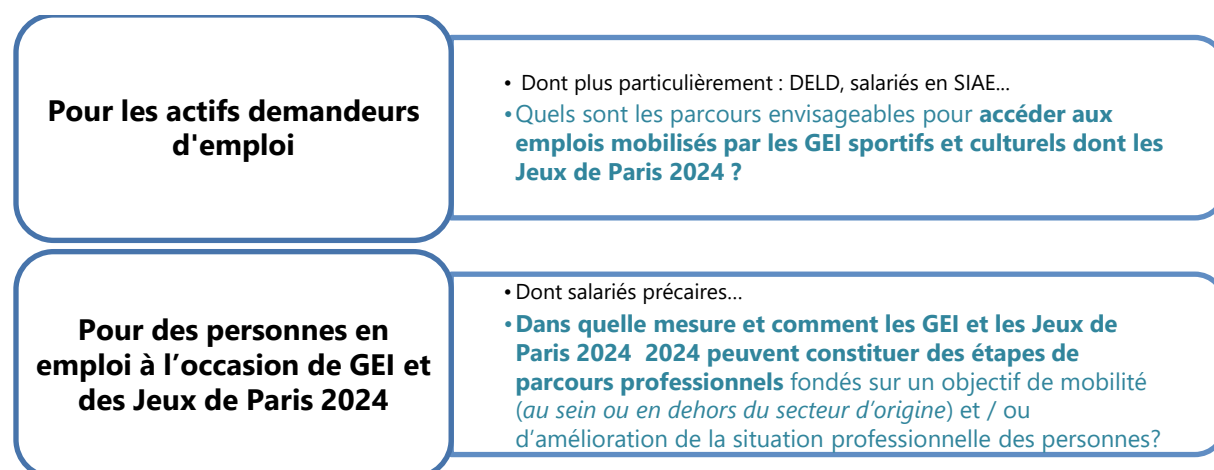 Pour les actifs demandeurs
d'emploi
• Dont plus particulièrement : DELD, salariés en SIAE...
•Quels sont les parcours envisageables pour accéder aux
emplois mobilisés par les GEI sportifs et culturels dont les
Jeux de Paris 2024 ?
Pour des personnes en
emploi à l’occasion de GEI et
des Jeux de Paris 2024
•Dont salariés précaires...
•Dans quelle mesure et comment les GEI et les Jeux de
Paris 2024 2024 peuvent constituer des étapes de
parcours professionnels fondés sur un objectif de mobilité
(au sein ou en dehors du secteur d’origine) et / ou
d’amélioration de la situation professionnelle des personnes?